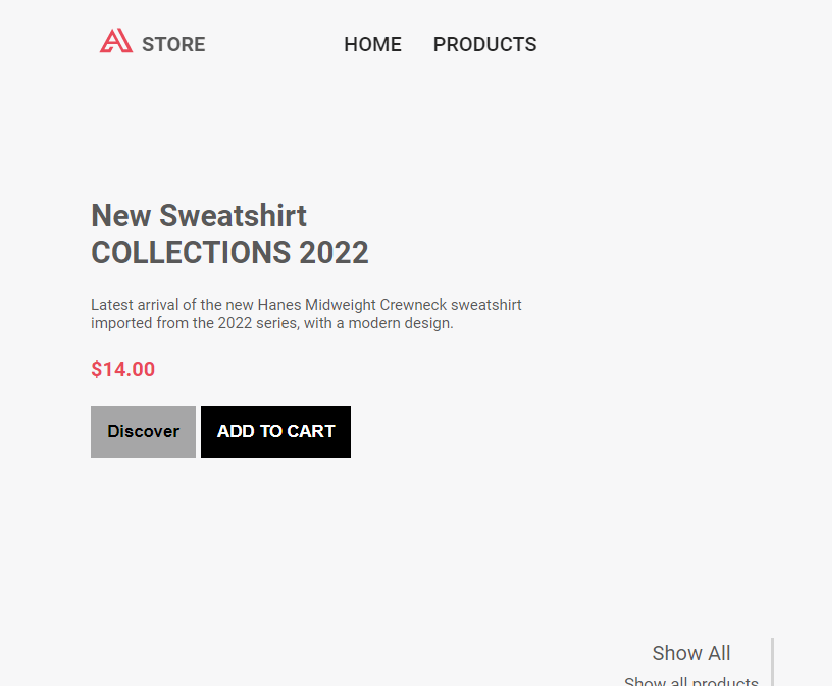 STORE
HOME
PRODUCTS
New Sweatshirt
COLLECTIONS 2022
Latest arrival of the new Hanes Midweight Crewneck sweatshirt
imported from the 2022 series, with a modern design.
$14.00
Discover
ADD TO CART
Show All
Show all products